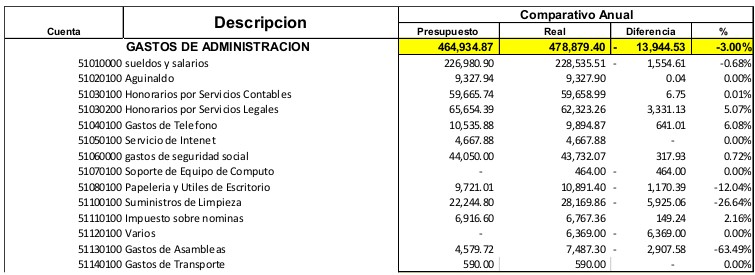 Cuenta Descripcion Comparativo Anual
Presupuesto Real Diferencia %
GASTOS DE ADMINISTRACION 464,934.87 478,879.40 - 13,944.53 -3.00%
51010000 sueldos y salarios 226,980.90 228,535.51 - 1,554.61 -0.68%
51020100 Aguinaldo 9,327.94 9,327.90 0.04 0.00%
51030100 Honorarios por Servicios Contables 59,665.74 59,658.99 6.75 0.01%
51030200 Honorarios por Servicios Legales 65,654.39 62,323.26 3,331.13 5.07%
51040100 Gastos de Telefono 10,535.88 9,894.87 641.01 6.08%
51050100 Servicio de Intenet 4,667.88 4,667.88 - 0.00%
51060000 gastos de seguridad social 44,050.00 43,732.07 317.93 0.72%
51070100 Soporte de Equipo de Computo - 464.00 - 464.00 0.00%
51080100 Papeleria y Utiles de Escritorio 9,721.01 10,891.40 - 1,170.39 -12.04%
51100100 Suministros de Limpieza 22,244.80 28,169.86 - 5,925.06 -26.64%
51110100 Impuesto sobre nominas 6,916.60 6,767.36 149.24 2.16%
51120100 Varios - 6,369.00 - 6,369.00 0.00%
51130100 Gastos de Asambleas 4,579.72 7,487.30 - 2,907.58 -63.49%
51140100 Gastos de Transporte 590.00 590.00 - 0.00%